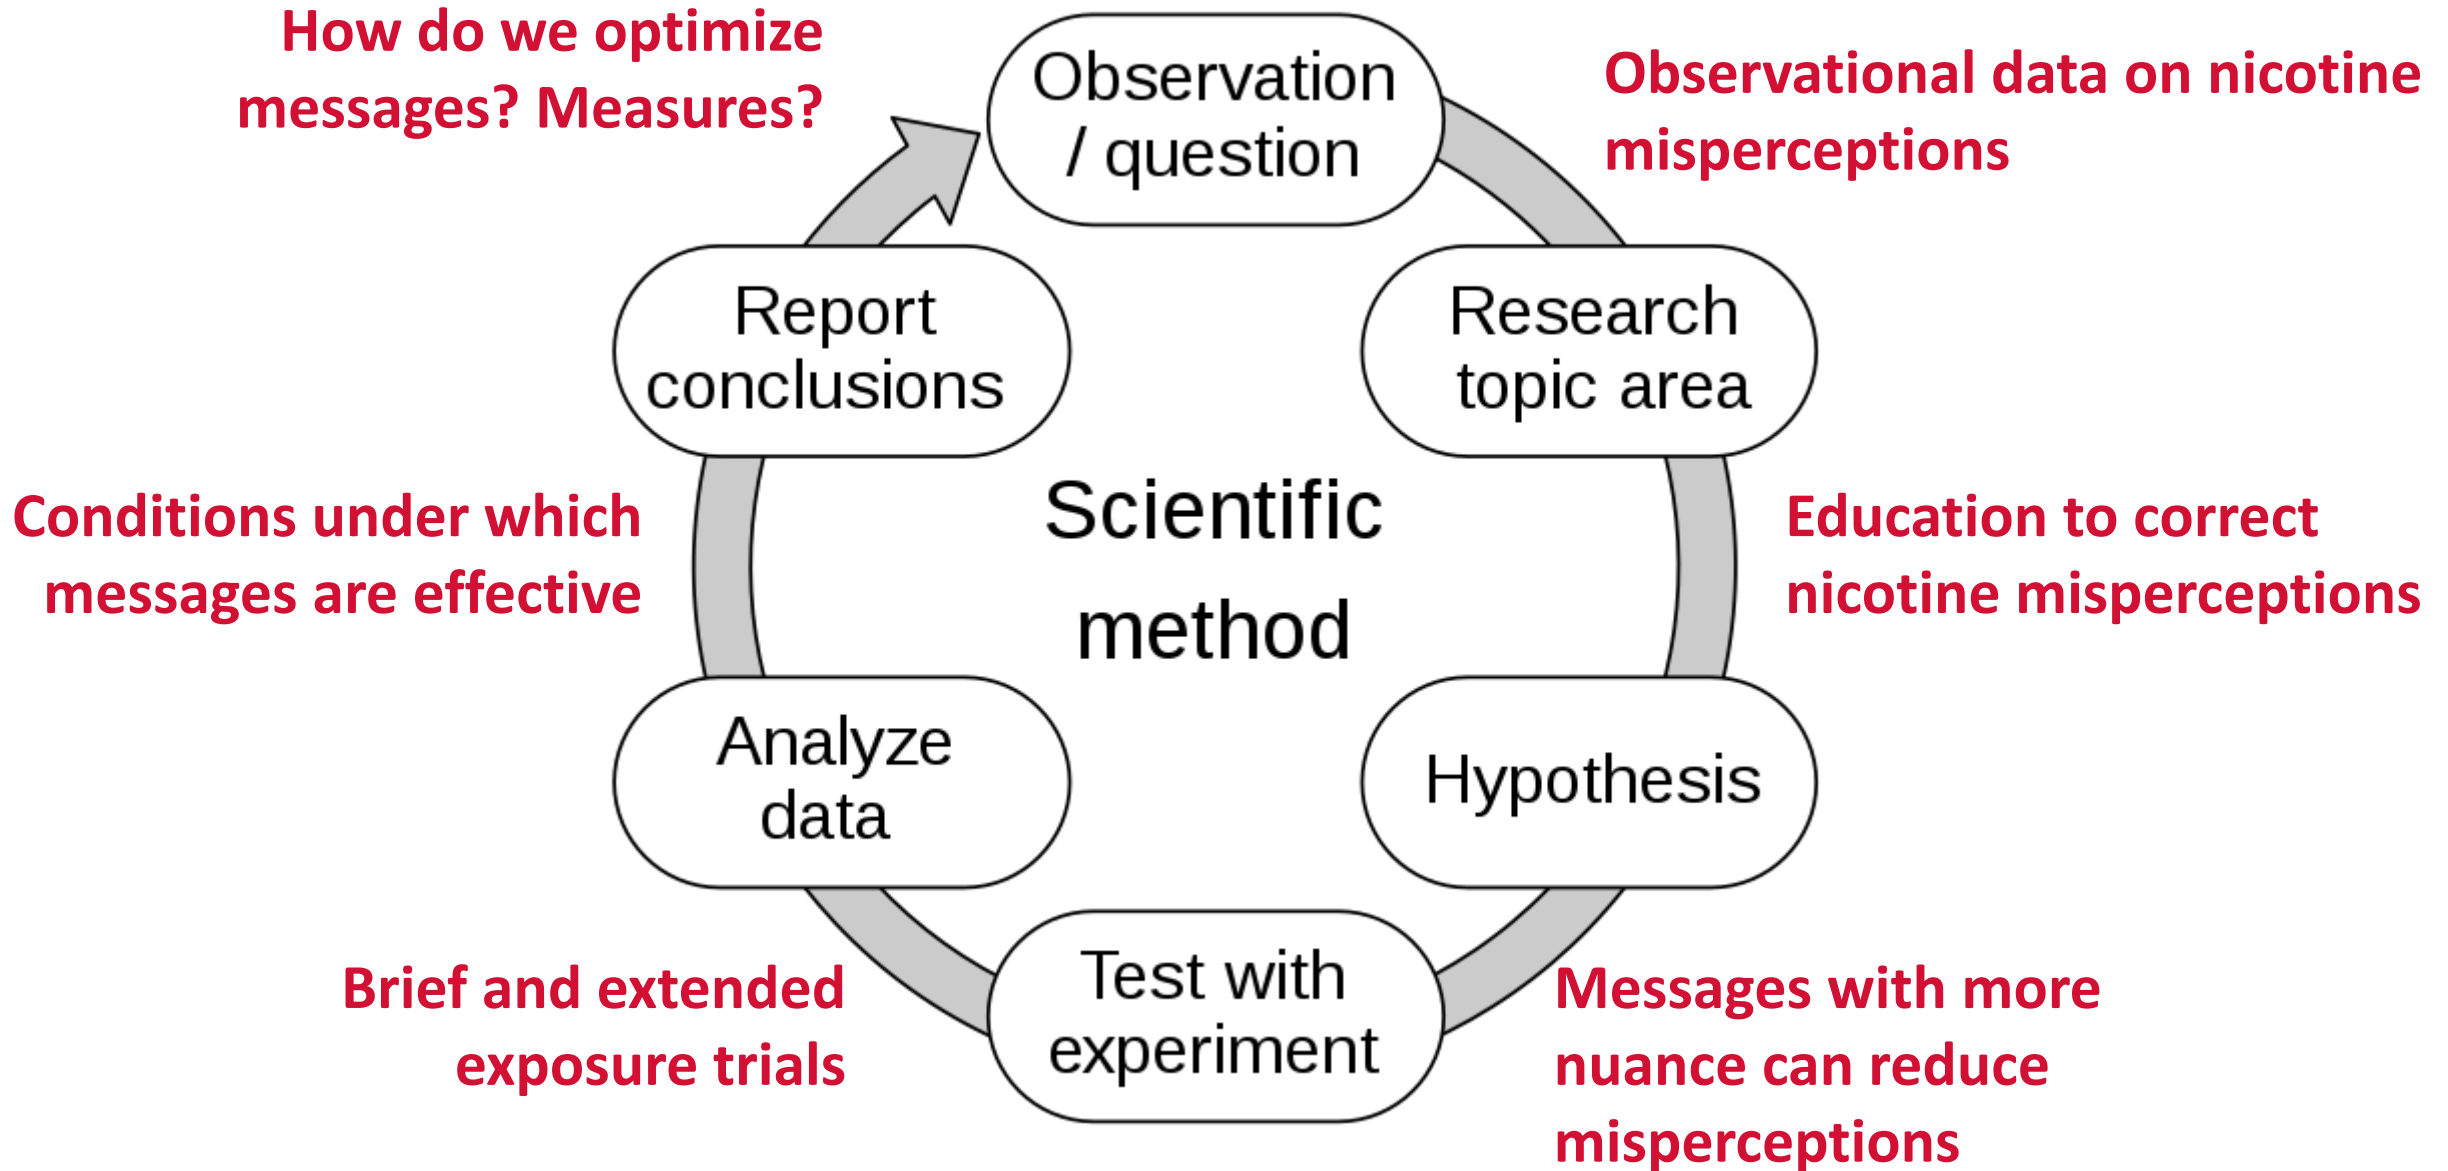 How do we optimize
messages? Measures?
Observation
/ question
Observational data on nicotine
misperceptions
Research
topic area
Education to correct
nicotine misperceptions
Hypothesis
Messages with more
nuance can reduce
misperceptions
Test with
experiment
Brief and extended
exposure trials
Analyze
data
Conditions under which
messages are effective
Report
conclusions
Scientific
method